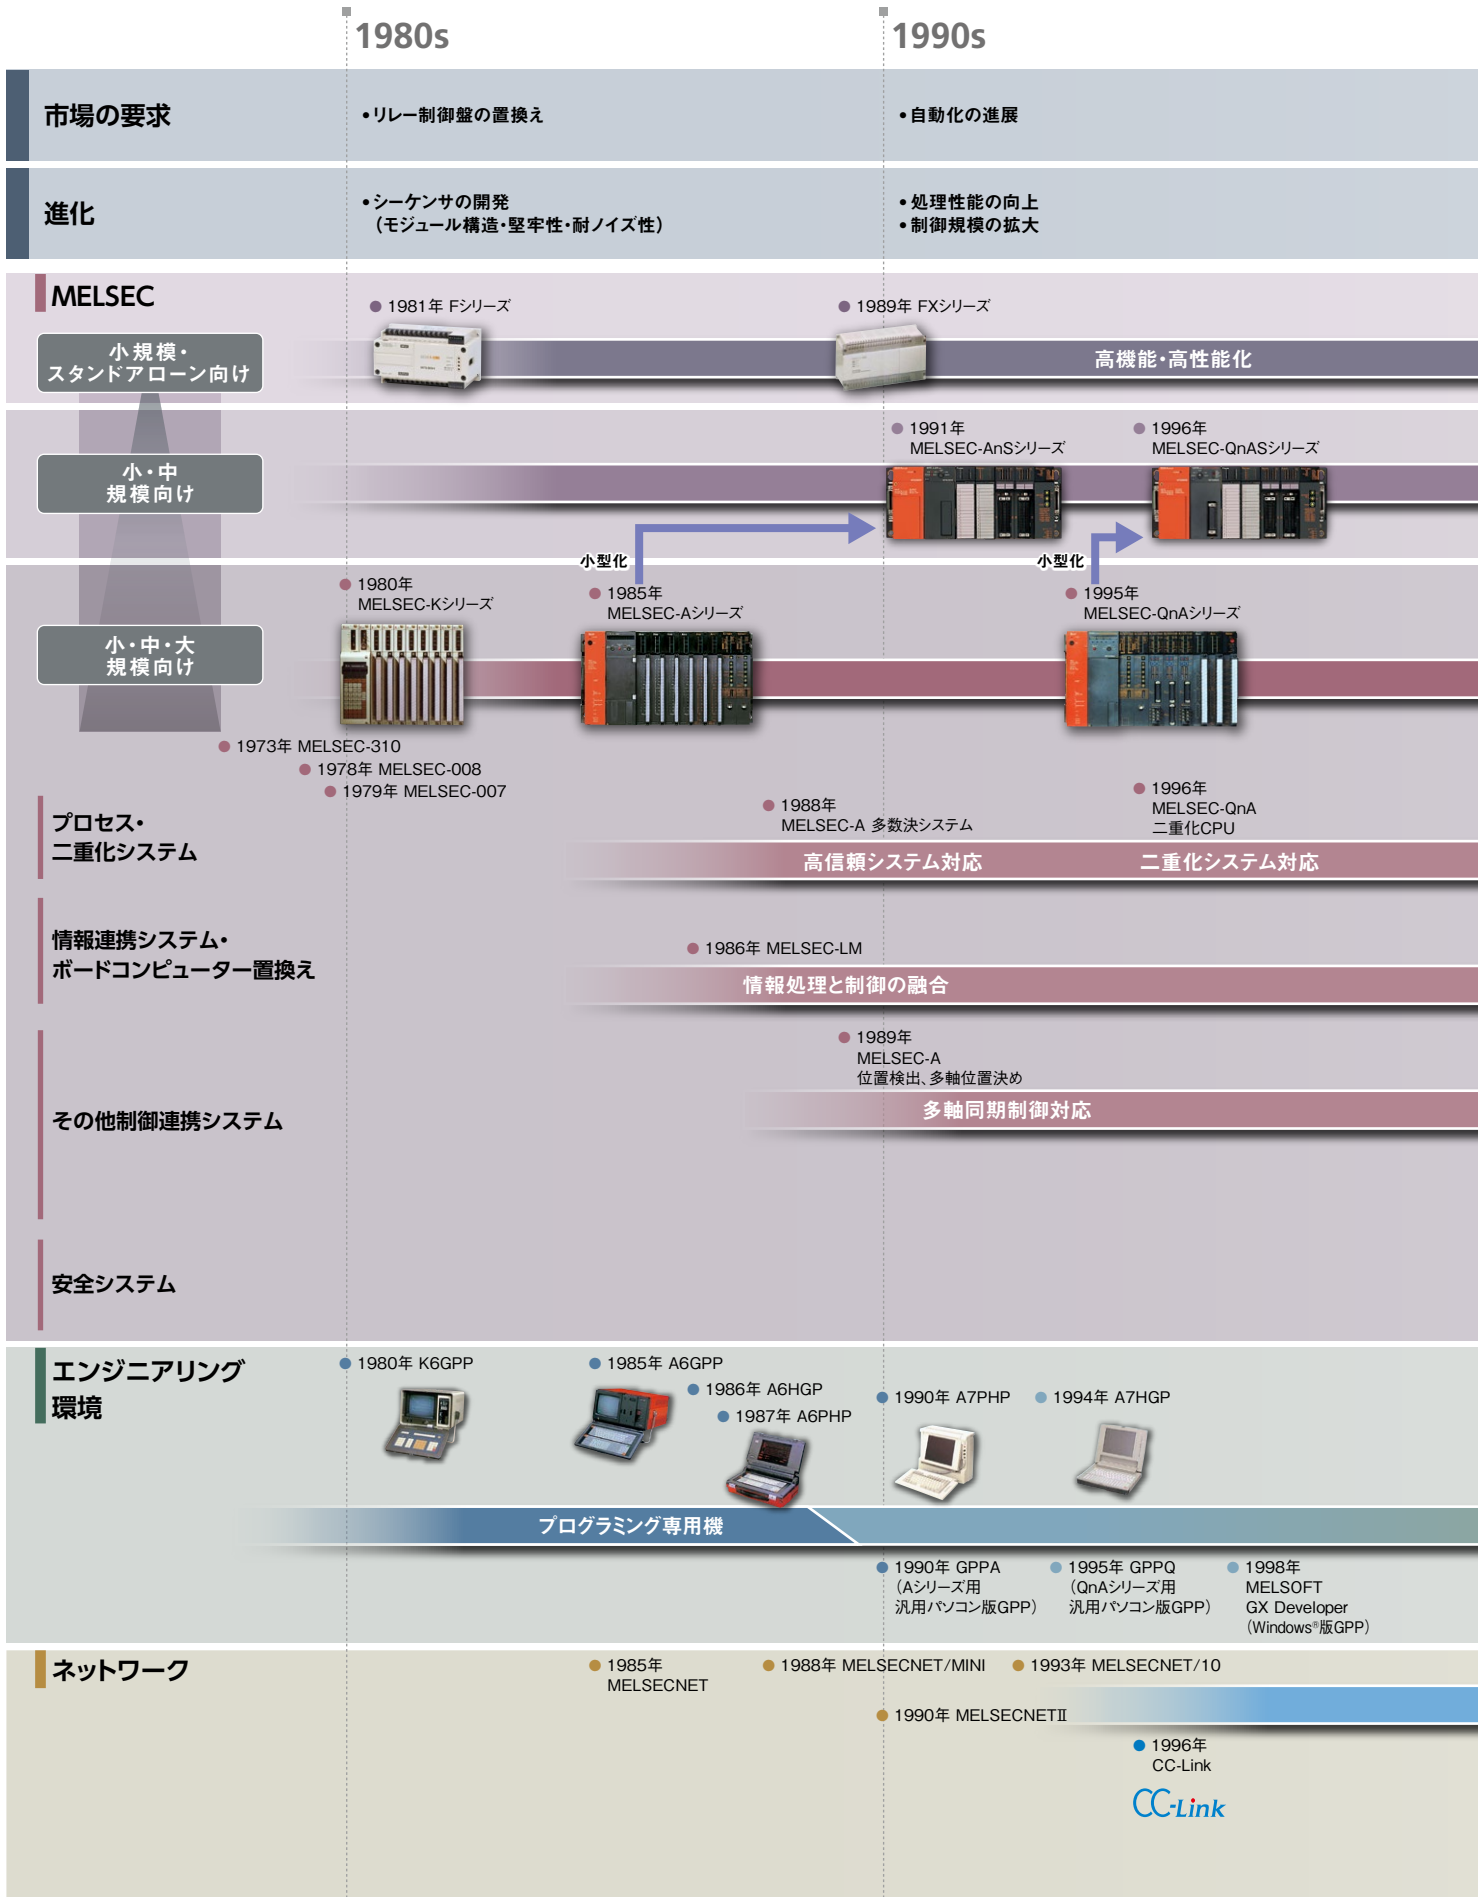 1980s
1990s
市場の要求
•リレー制御盤の置換え
•自動化の進展
進化
•シーケンサの開発
（モジュール構造・堅牢性・耐ノイズ性）
•処理性能の向上
•制御規模の拡大
MELSEC
小規模・
スタンドアローン向け
● 1981年 Fシリーズ
● 1989年 FXシリーズ
高機能・高性能化
小・中
規模向け
● 1991年
MELSEC-AnSシリーズ
● 1996年
MELSEC-QnASシリーズ
小型化
小型化
小・中・大
規模向け
● 1980年
MELSEC-Kシリーズ
● 1985年
MELSEC-Aシリーズ
● 1995年
MELSEC-QnAシリーズ
● 1973年 MELSEC-310
● 1978年 MELSEC-008
● 1979年 MELSEC-007
プロセス・
二重化システム
● 1988年
MELSEC-A 多数決システム
● 1996年
MELSEC-QnA
二重化CPU
高信頼システム対応
二重化システム対応
情報連携システム・
ボードコンピューター置換え
● 1986年 MELSEC-LM
情報処理と制御の融合
その他制御連携システム
● 1989年
MELSEC-A
位置検出、多軸位置決め
多軸同期制御対応
安全システム
エンジニアリング
環境
● 1980年 K6GPP
● 1985年 A6GPP
● 1986年 A6HGP
● 1987年 A6PHP
● 1990年 A7PHP
● 1994年 A7HGP
プログラミング専用機
● 1990年 GPPA
（Aシリーズ用
汎用パソコン版GPP）
● 1995年 GPPQ
（QnAシリーズ用
汎用パソコン版GPP）
● 1998年
MELSOFT
GX Developer
（Windows®版GPP）
ネットワーク
● 1985年
MELSECNET
● 1988年 MELSECNET/MINI
● 1993年 MELSECNET/10
● 1990年 MELSECNETⅡ
● 1996年
CC-Link
CC-Link